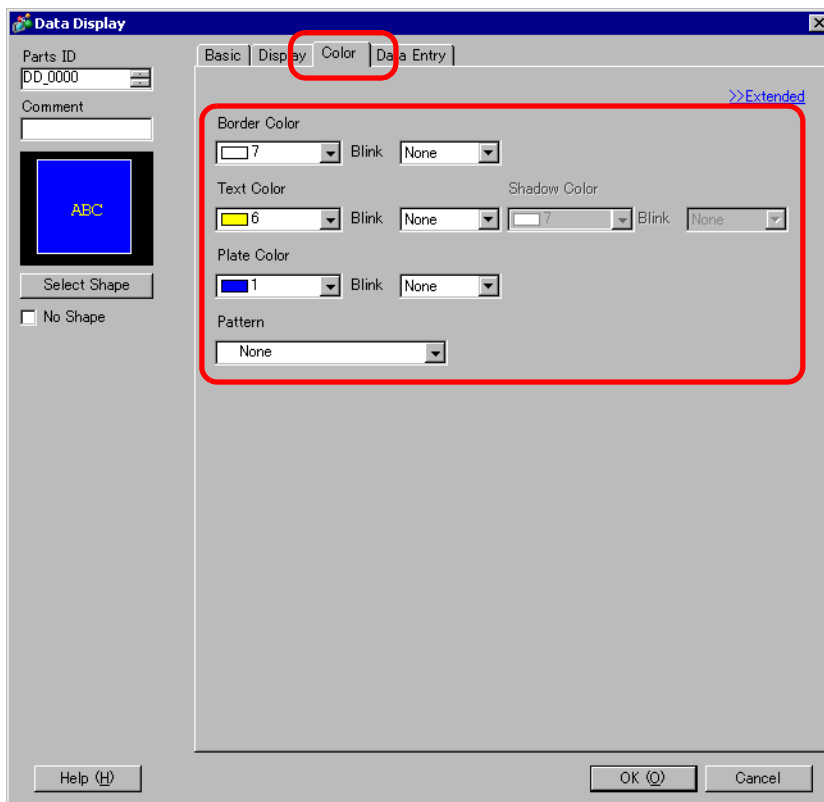 Data Display
Parts ID
DD_0000
Comment
ABC
Select Shape
No Shape
Basic Display Color Data Entry
>>Extended
Border Color
7 Blink None
Text Color Shadow Color
6 Blink None 7 Blink None
Plate Color
1 Blink None
Pattern
None
Help (H) OK (O) Cancel